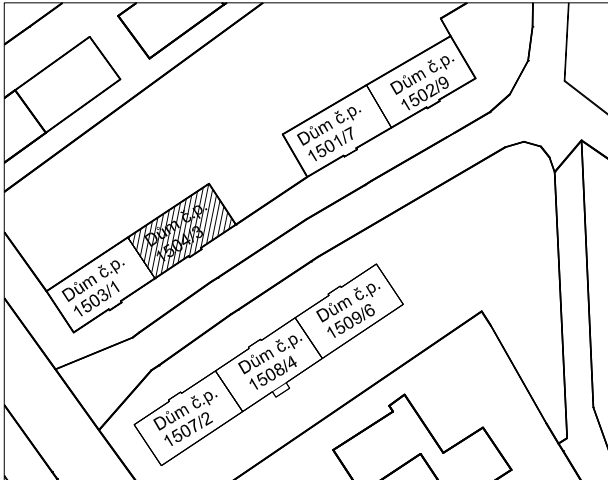 Dům č.p.
1502/9
Dům č.p.
1501/7
Dům č.p.
1504/3
Dům č.p.
1503/1
Dům č.p.
1509/6
Dům č.p.
1508/4
Dům č.p.
1507/2